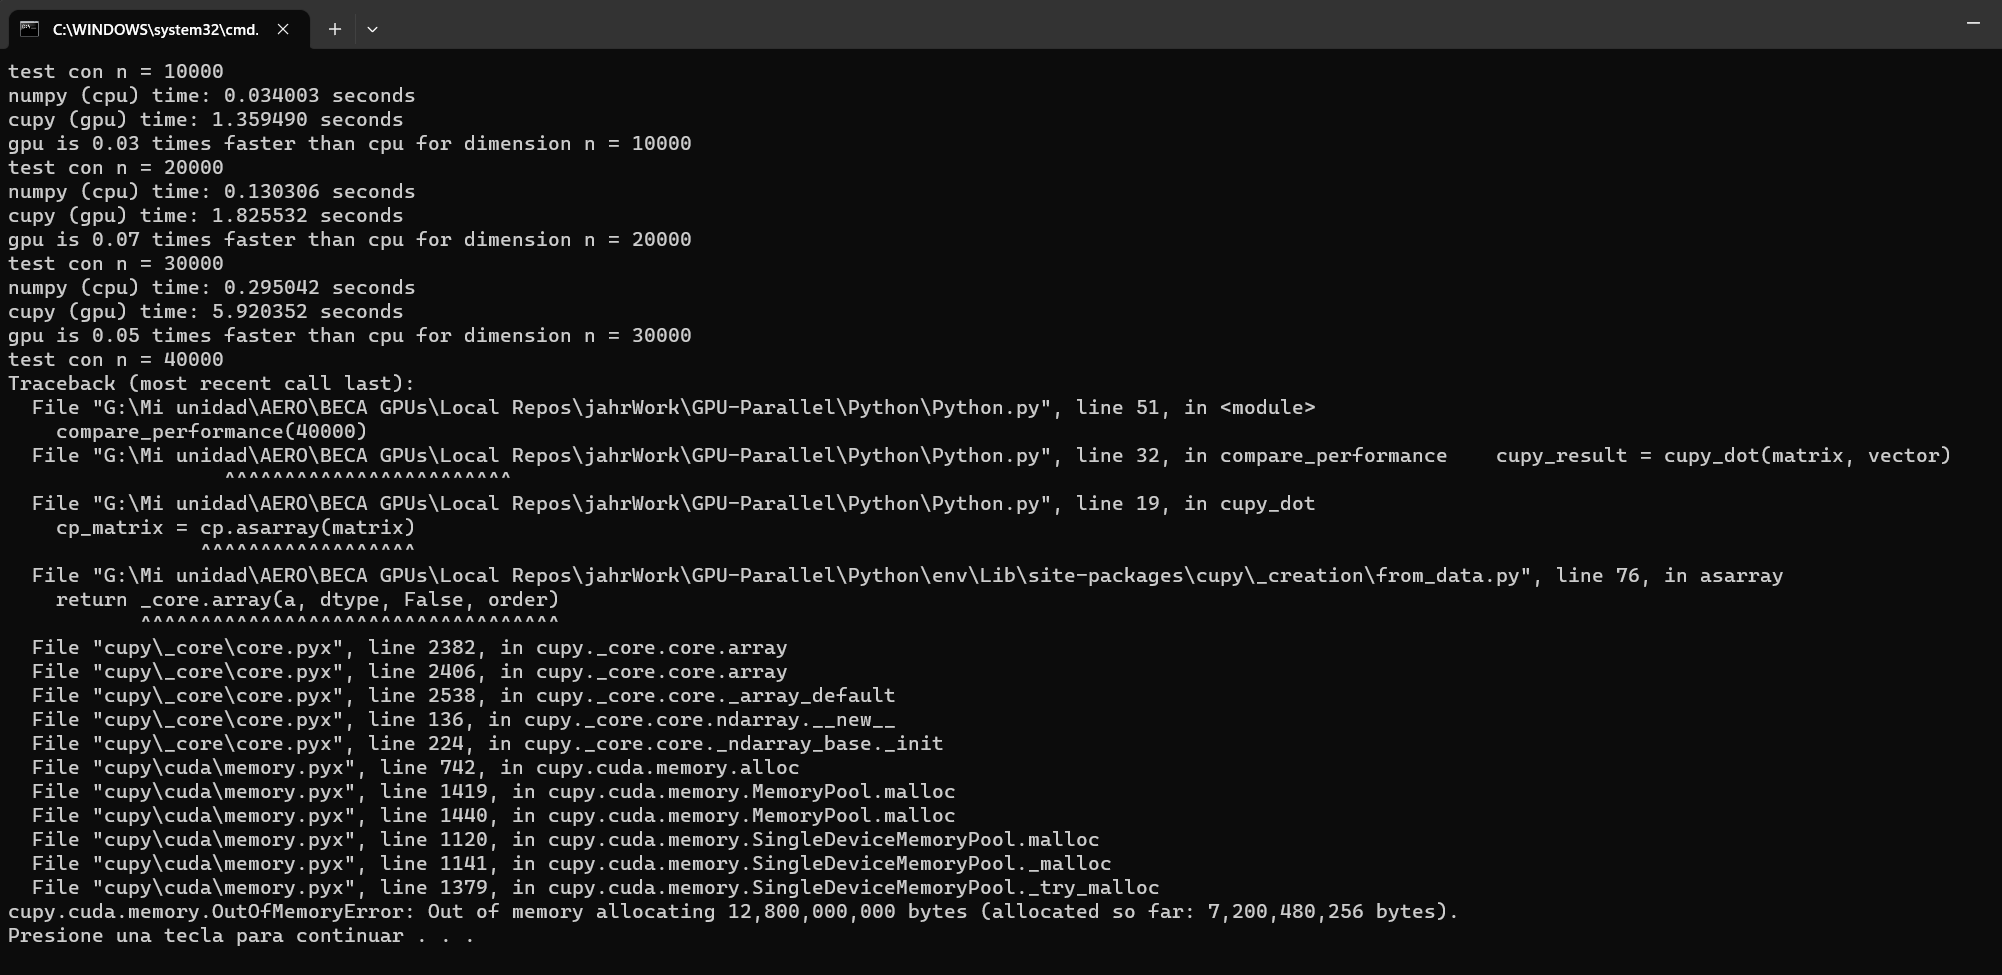 C:\WINDOWS\system32\cmd.
test con n = 10000
numpy (cpu) time: 0.034003 seconds
cupy (gpu) time: 1.359490 seconds
gpu is 0.03 times faster than cpu for dimension n = 10000
test con n = 20000
numpy (cpu) time: 0.130306 seconds
cupy (gpu) time: 1.825532 seconds
gpu is 0.07 times faster than cpu for dimension n = 20000
test con n = 30000
numpy (cpu) time: 0.295042 seconds
cupy (gpu) time: 5.920352 seconds
gpu is 0.05 times faster than cpu for dimension n = 30000
test con n = 40000
Traceback (most recent call last):
  File "G:\Mi unidad\AERO\BECA GPUs\Local Repos\jahrWork\GPU-Parallel\Python\Python.py", line 51, in <module>
    compare_performance(40000)
  File "G:\Mi unidad\AERO\BECA GPUs\Local Repos\jahrWork\GPU-Parallel\Python\Python.py", line 32, in compare_performance    cupy_result = cupy_dot(matrix, vector)
                  ^^^^^^^^^^^^^^^^^^^^^^^^
  File "G:\Mi unidad\AERO\BECA GPUs\Local Repos\jahrWork\GPU-Parallel\Python\Python.py", line 19, in cupy_dot
    cp_matrix = cp.asarray(matrix)
                ^^^^^^^^^^^^^^^^^^
  File "G:\Mi unidad\AERO\BECA GPUs\Local Repos\jahrWork\GPU-Parallel\Python\env\Lib\site-packages\cupy\_creation\from_data.py", line 76, in asarray
    return _core.array(a, dtype, False, order)
           ^^^^^^^^^^^^^^^^^^^^^^^^^^^^^^^^^^^
  File "cupy\_core\core.pyx", line 2382, in cupy._core.core.array
  File "cupy\_core\core.pyx", line 2406, in cupy._core.core.array
  File "cupy\_core\core.pyx", line 2538, in cupy._core.core._array_default
  File "cupy\_core\core.pyx", line 136, in cupy._core.core.ndarray.__new__
  File "cupy\_core\core.pyx", line 224, in cupy._core.core._ndarray_base._init
  File "cupy\cuda\memory.pyx", line 742, in cupy.cuda.memory.alloc
  File "cupy\cuda\memory.pyx", line 1419, in cupy.cuda.memory.MemoryPool.malloc
  File "cupy\cuda\memory.pyx", line 1440, in cupy.cuda.memory.MemoryPool.malloc
  File "cupy\cuda\memory.pyx", line 1120, in cupy.cuda.memory.SingleDeviceMemoryPool.malloc
  File "cupy\cuda\memory.pyx", line 1141, in cupy.cuda.memory.SingleDeviceMemoryPool._malloc
  File "cupy\cuda\memory.pyx", line 1379, in cupy.cuda.memory.SingleDeviceMemoryPool._try_malloc
cupy.cuda.memory.OutOfMemoryError: Out of memory allocating 12,800,000,000 bytes (allocated so far: 7,200,480,256 bytes).
Presione una tecla para continuar . . .